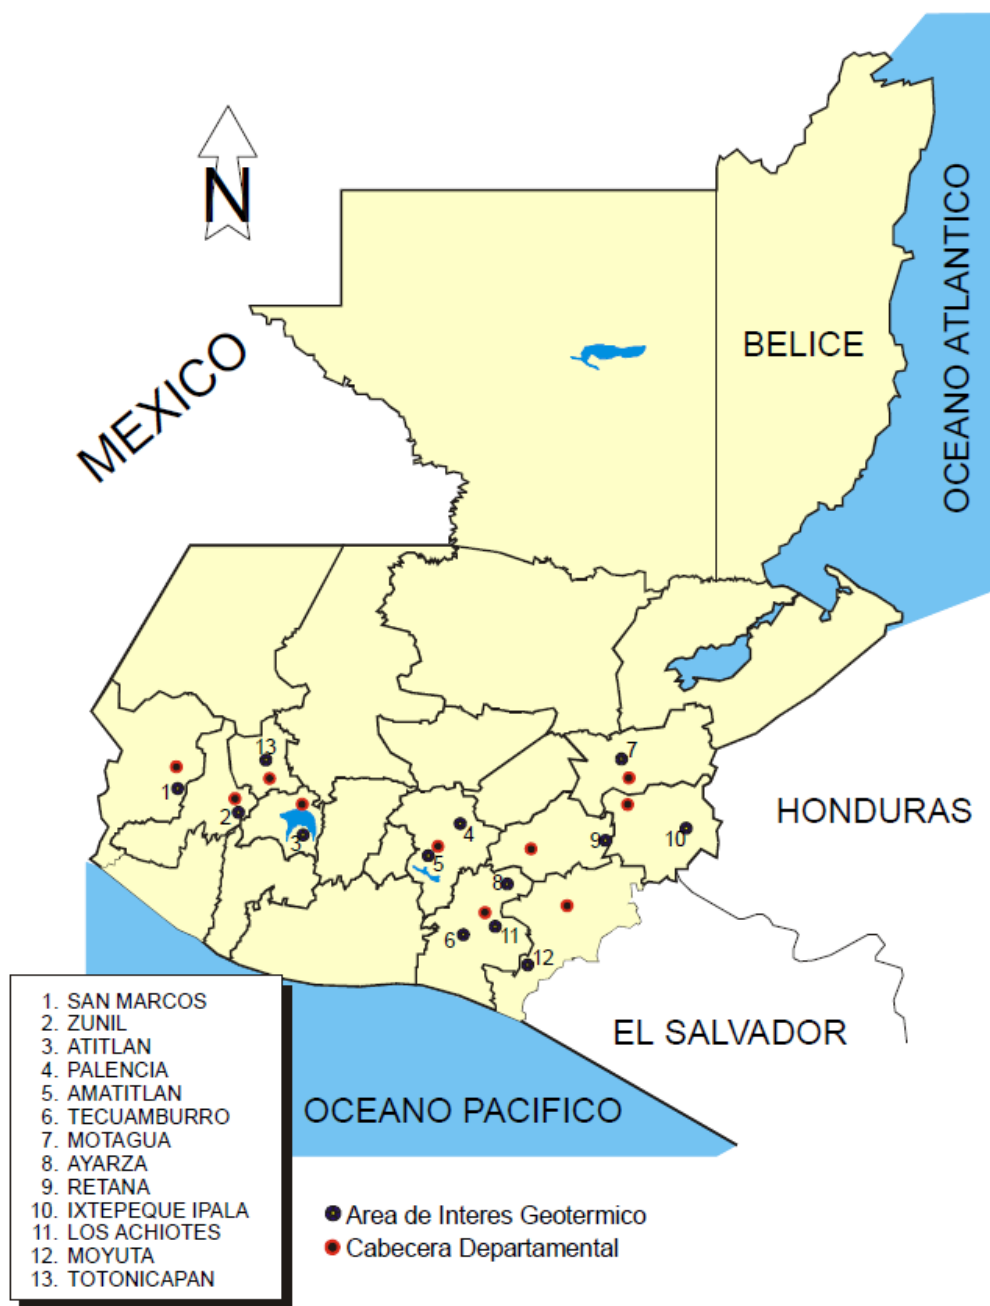 N
MEXICO
BELICE
OCEANO ATLANTICO
HONDURAS
EL SALVADOR
OCEANO PACIFICO
13
1
2
3
4
5
7
9
10
8
6
11
12
1. SAN MARCOS
2. ZUNIL
3. ATITLAN
4. PALENCIA
5. AMATITLAN
6. TECUAMBURRO
7. MOTAGUA
8. AYARZA
9. RETANA
10. IXTEPEQUE IPALA
11. LOS ACHIOTES
12. MOYUTA
13. TOTONICAPAN
Area de Interes Geotermico
Cabecera Departamental